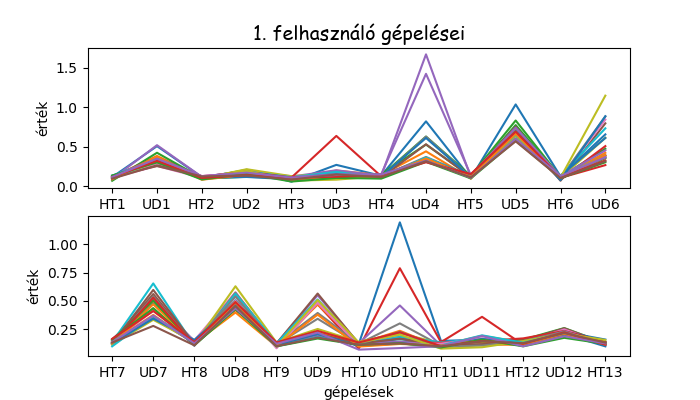 1. felhasználó gépelései
érték
1.5
1.0
0.5
0.0
HT1 UD1 HT2 UD2 HT3 UD3 HT4 UD4 HT5 UD5 HT6 UD6
érték
1.00
0.75
0.50
0.25
HT7 UD7 HT8 UD8 HT9 UD9 HT10 UD10 HT11 UD11 HT12 UD12 HT13
gépelések